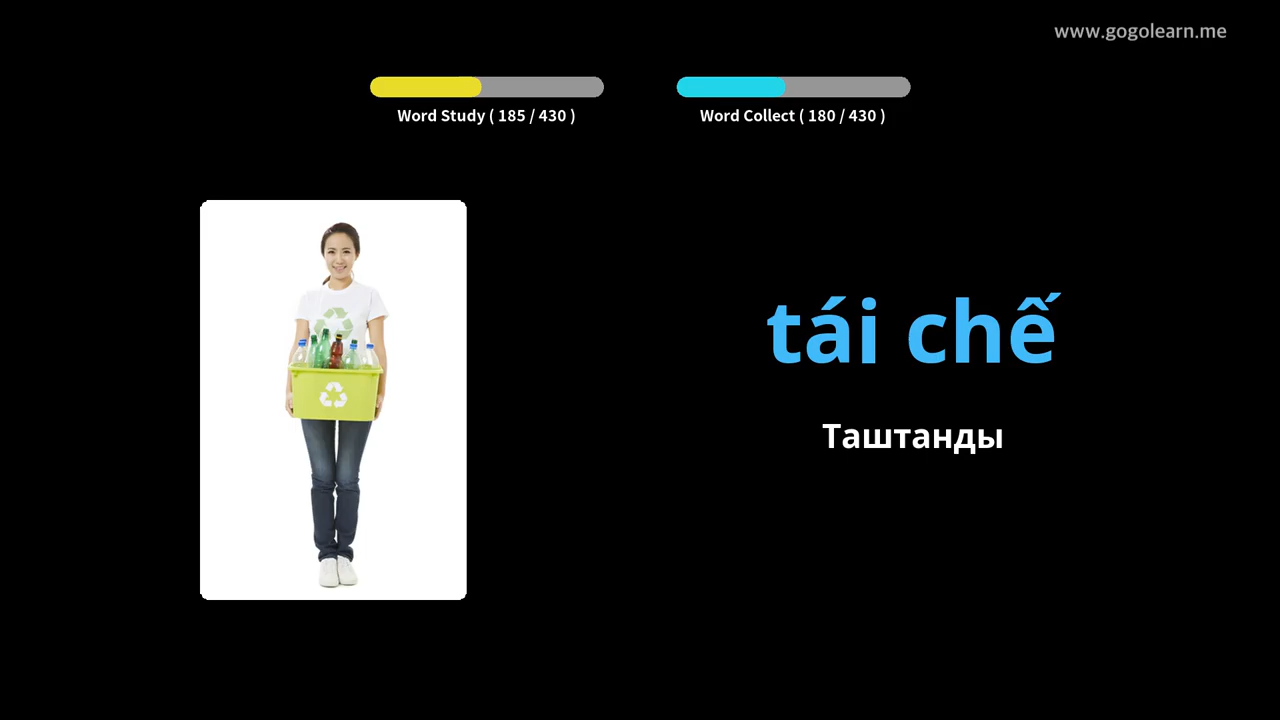 www.gogolearn.me
Word Study ( 185 / 430 )
Word Collect ( 180 / 430 )
tái chế
Таштанды